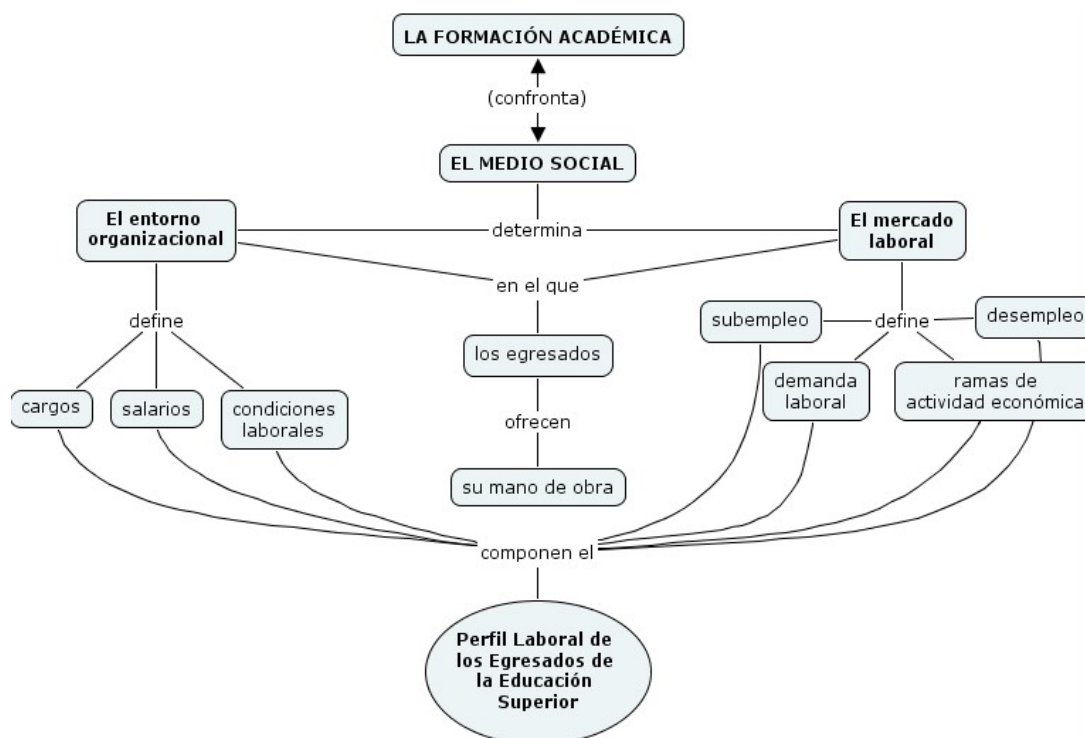 LA FORMACIÓN ACADÉMICA
(confronta)
EL MEDIO SOCIAL
El entorno
organizacional
determina
El mercado
laboral
en el que
define
subempleo
define
desempleo
los egresados
cargos
salarios
condiciones
laborales
demanda
laboral
ramas de
actividad económica
ofrecen
su mano de obra
componen el
Perfil Laboral de
los Egresados de
la Educación
Superior